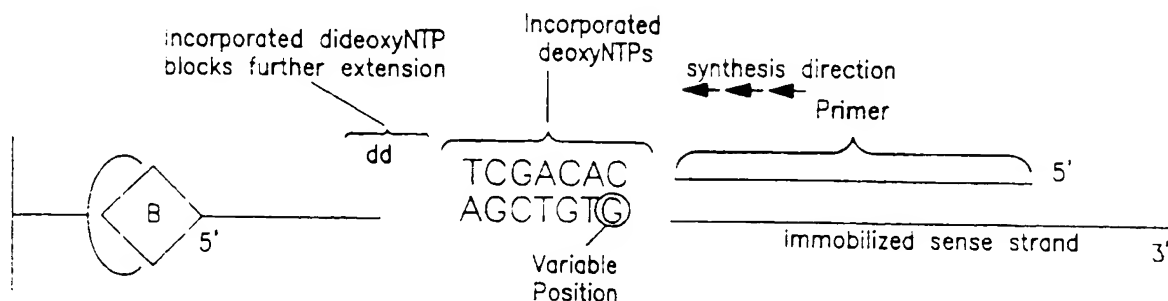 Incorporated dideoxyNTP
blocks further extension
Incorporated
deoxyNTPs
synthesis direction
Primer
dd
TCGACAC
5'
B
AGCTGTG
5'
immobilized sense strand
3'
Variable
Position